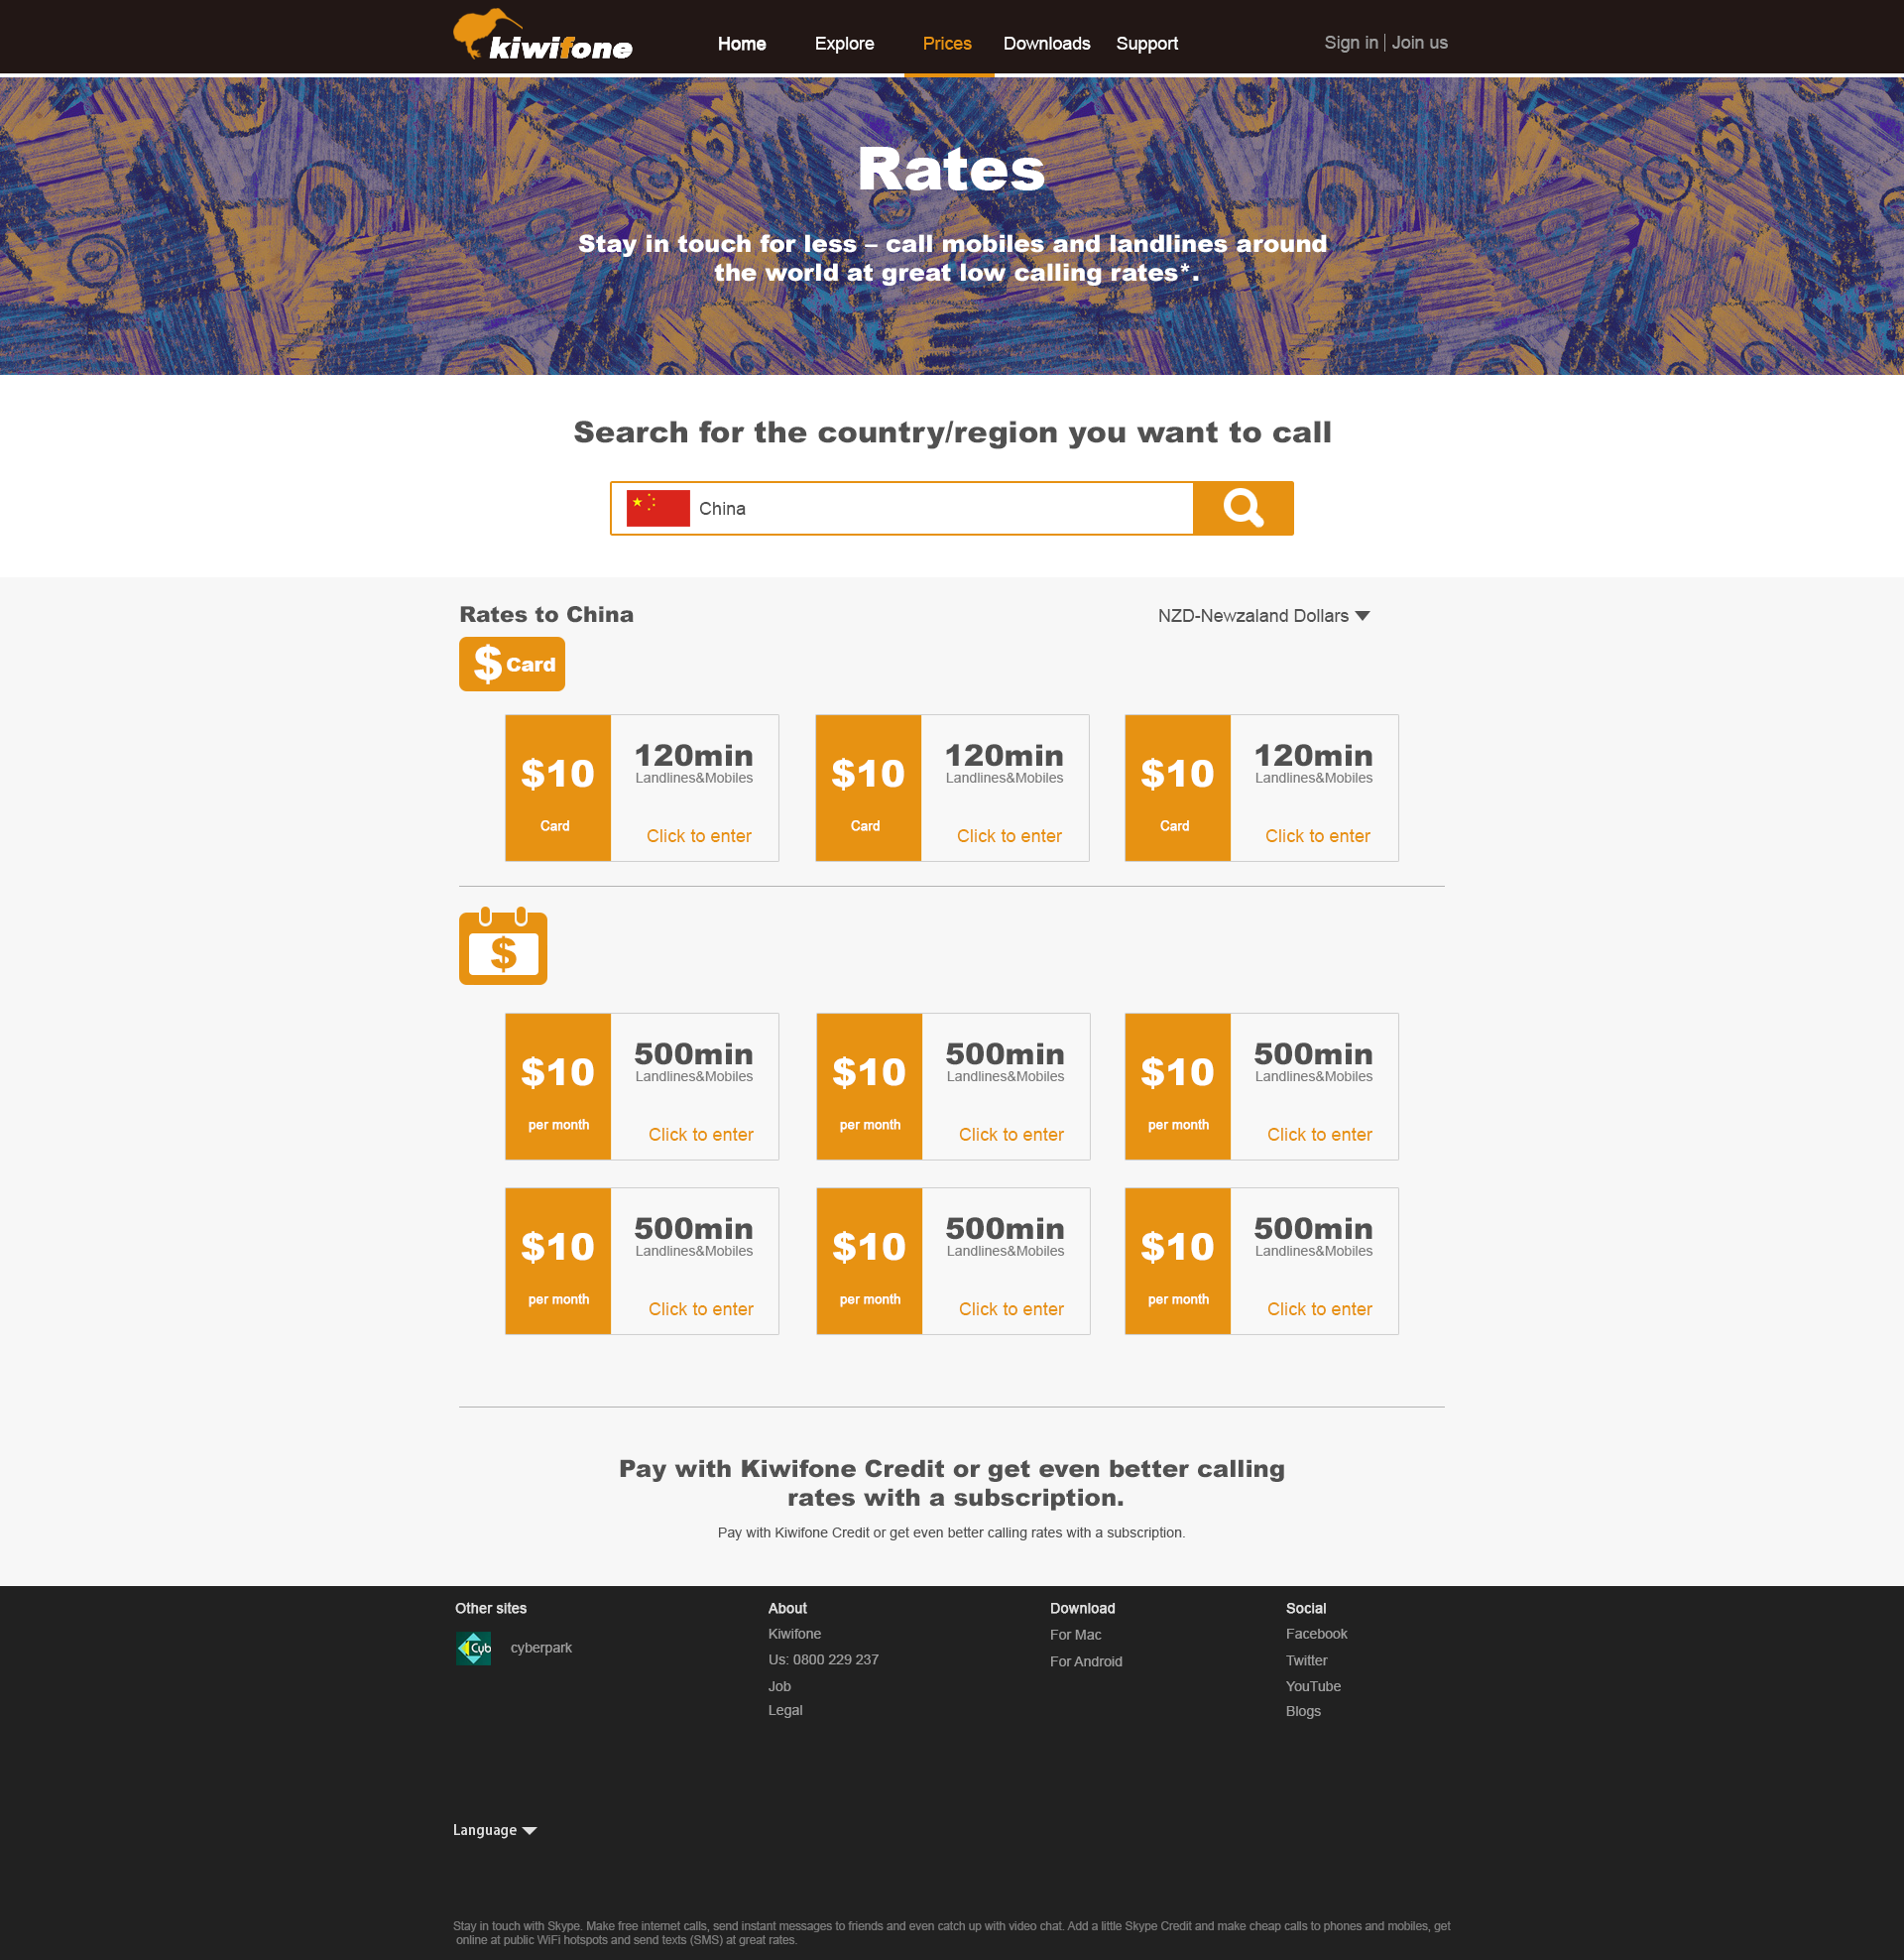 kiwifone
Home Explore Prices Downloads Support
Sign in | Join us
Rates
Stay in touch for less – call mobiles and landlines around
the world at great low calling rates*.
Search for the country/region you want to call
China
Rates to China
NZD-Newzaland Dollars
$ Card
$10 120min $10 120min $10 120min
Landlines&Mobiles Landlines&Mobiles Landlines&Mobiles
Card Click to enter Card Click to enter Card Click to enter
$
$10 500min $10 500min $10 500min
Landlines&Mobiles Landlines&Mobiles Landlines&Mobiles
per month Click to enter per month Click to enter per month Click to enter
$10 500min $10 500min $10 500min
Landlines&Mobiles Landlines&Mobiles Landlines&Mobiles
per month Click to enter per month Click to enter per month Click to enter
Pay with Kiwifone Credit or get even better calling
rates with a subscription.
Pay with Kiwifone Credit or get even better calling rates with a subscription.
Other sites
Cyb cyberpark
About
Kiwifone
Us: 0800 229 237
Job
Legal
Download
For Mac
For Android
Social
Facebook
Twitter
YouTube
Blogs
Language
Stay in touch with Skype. Make free internet calls, send instant messages to friends and even catch up with video chat. Add a little Skype Credit and make cheap calls to phones and mobiles, get
online at public WiFi hotspots and send texts (SMS) at great rates.